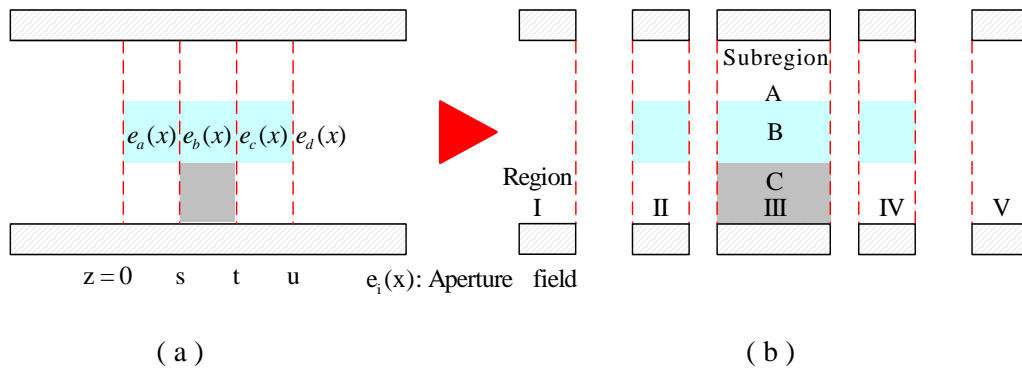 e_a(x) e_b(x) e_c(x) e_d(x)
z = 0 s t u
e_i(x): Aperture field
( a )
Subregion
A
B
C
Region
I II III IV V
( b )